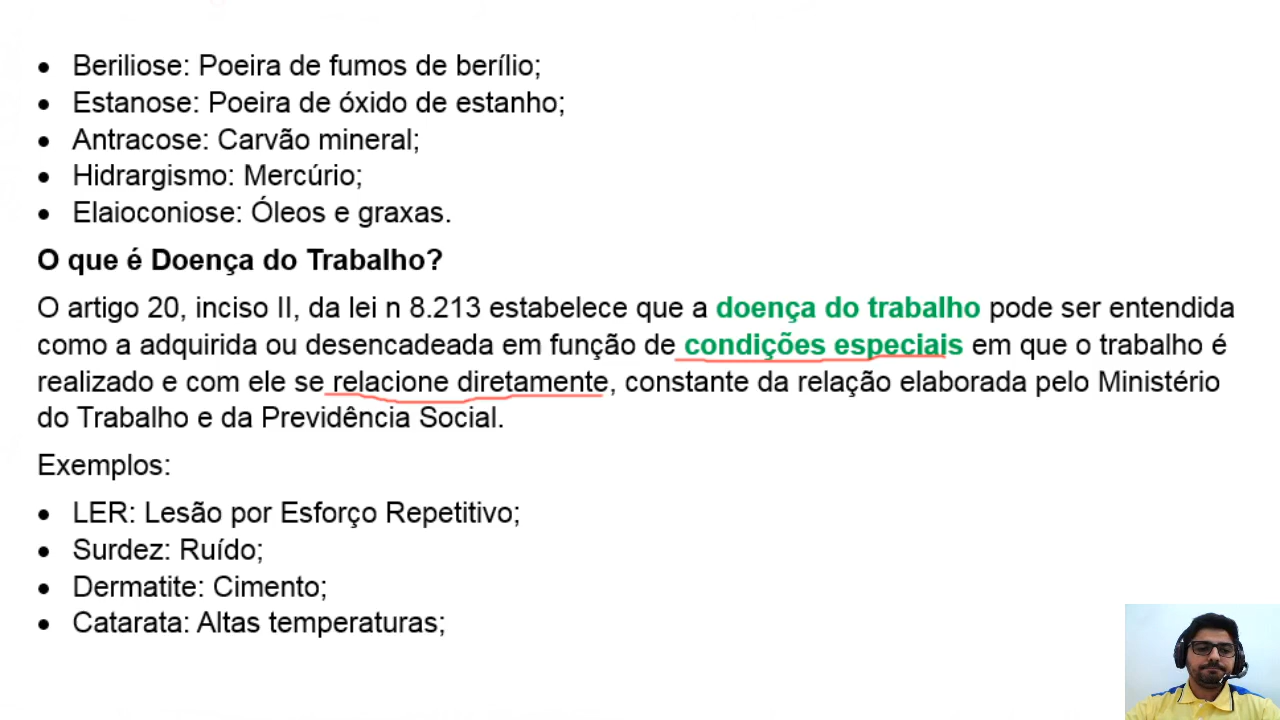 • Beriliose: Poeira de fumos de berílio;
• Estanose: Poeira de óxido de estanho;
• Antracose: Carvão mineral;
• Hidrargismo: Mercúrio;
• Elaioconiose: Óleos e graxas.
O que é Doença do Trabalho?
O artigo 20, inciso II, da lei n 8.213 estabelece que a doença do trabalho pode ser entendida
como a adquirida ou desencadeada em função de condições especiais em que o trabalho é
realizado e com ele se relacione diretamente, constante da relação elaborada pelo Ministério
do Trabalho e da Previdência Social.
Exemplos:
• LER: Lesão por Esforço Repetitivo;
• Surdez: Ruído;
• Dermatite: Cimento;
• Catarata: Altas temperaturas;